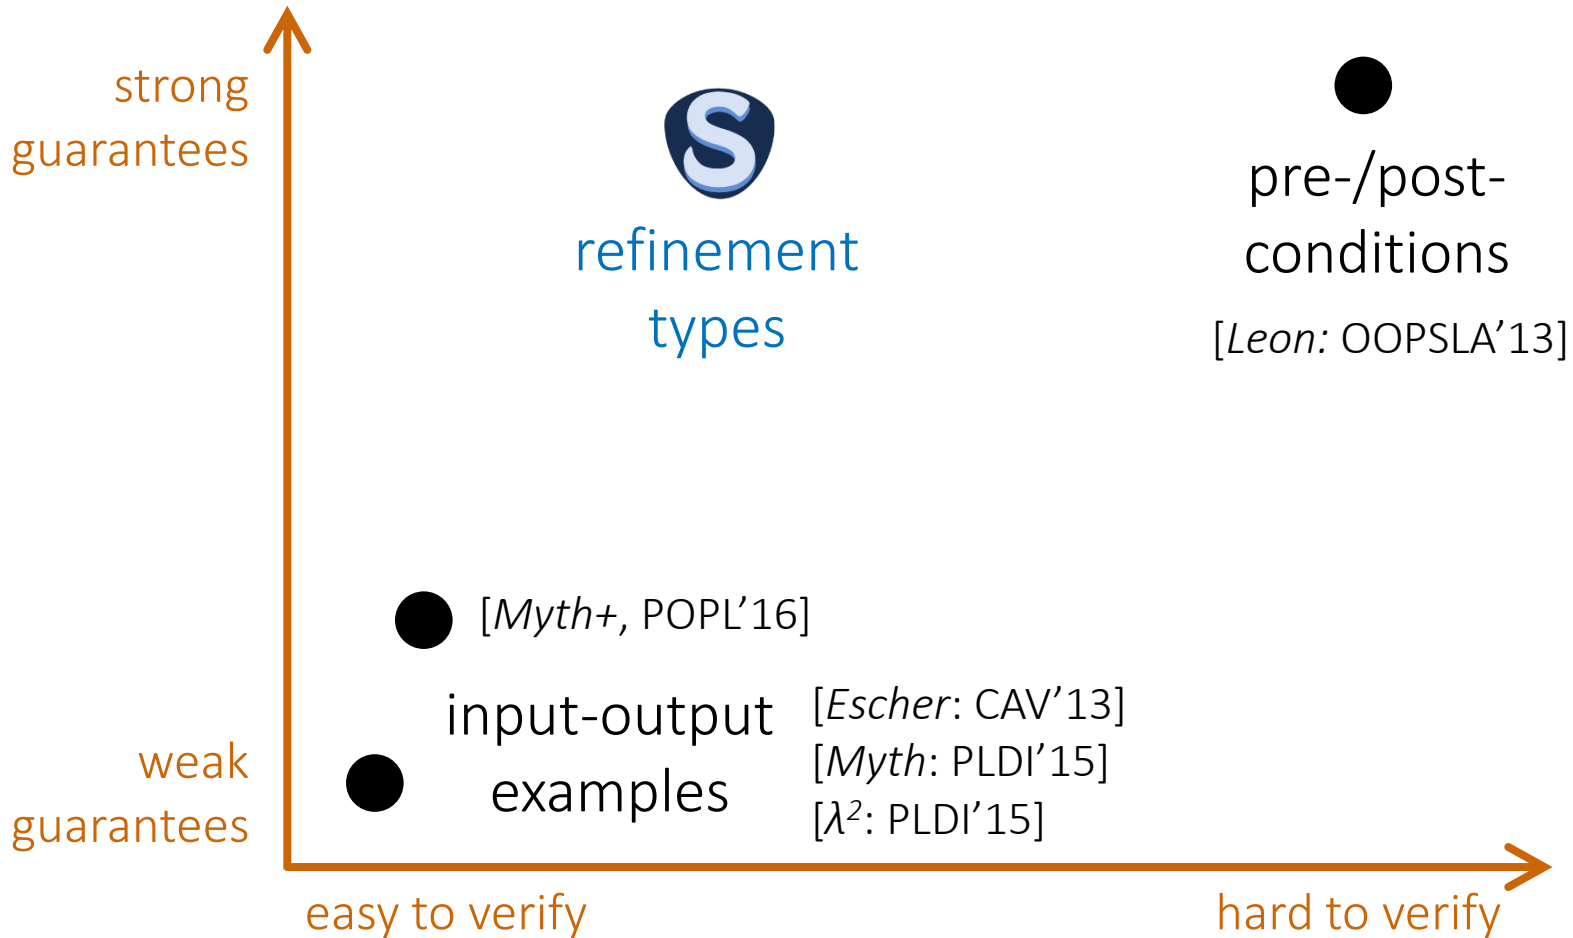 strong
guarantees
S
refinement
types
pre-/post-
conditions
[Leon: OOPSLA’13]
[Myth+, POPL’16]
input-output
examples
[Escher: CAV’13]
[Myth: PLDI’15]
[λ²: PLDI’15]
weak
guarantees
easy to verify
hard to verify